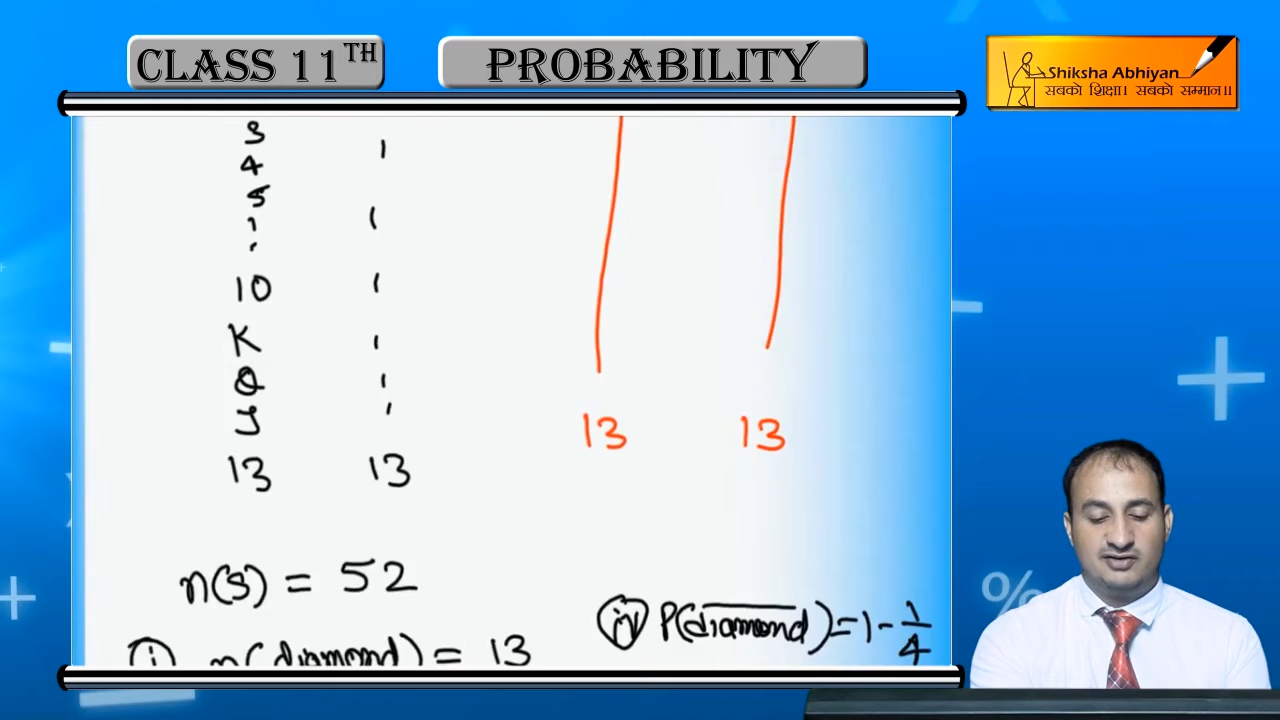 CLASS 11TH
PROBABILITY
Shiksha Abhiyan
सबको शिक्षा। सबको सम्मान॥
3 1
4
5
1 1
10 1
K 1
Q 1
J 1
13 13 13 13
n(S) = 52
(i) n(diamond) = 13
(iv) P(diamond) = 1 - 1/4